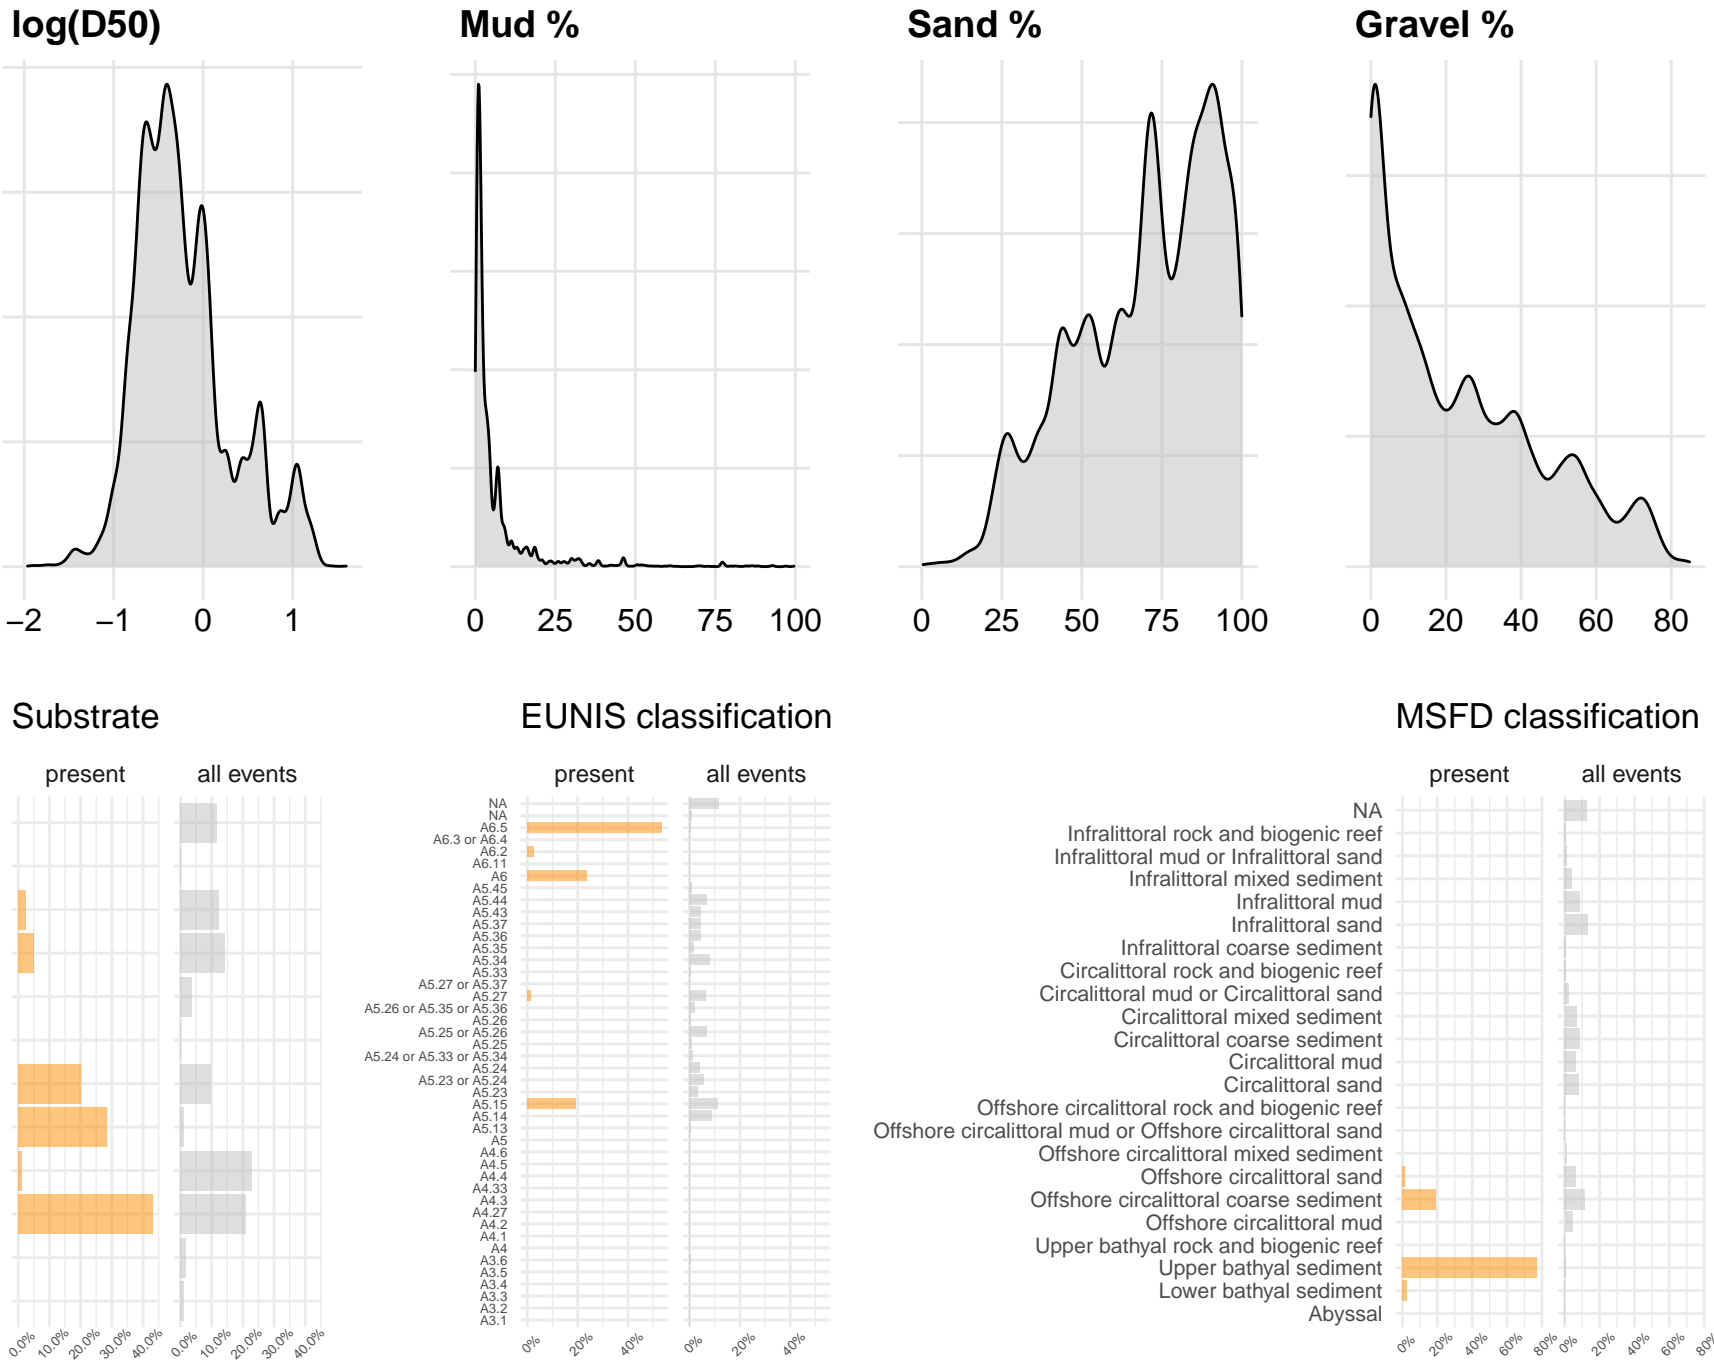 log(D50)
Mud %
Sand %
Gravel %
−2 −1 0 1
0 25 50 75 100
0 25 50 75 100
0 20 40 60 80
Substrate
EUNIS classification
MSFD classification
present all events
present all events
present all events
NA
NA
A6.5
A6.3 or A6.4
A6.2
A6.11
A6
A5.45
A5.44
A5.43
A5.37
A5.36
A5.35
A5.34
A5.33
A5.27 or A5.37
A5.27
A5.26 or A5.35 or A5.36
A5.26
A5.25 or A5.26
A5.25
A5.24 or A5.33 or A5.34
A5.24
A5.23 or A5.24
A5.23
A5.15
A5.14
A5.13
A5
A4.6
A4.5
A4.4
A4.33
A4.3
A4.27
A4.2
A4.1
A4
A3.6
A3.5
A3.4
A3.3
A3.2
A3.1
NA
Infralittoral rock and biogenic reef
Infralittoral mud or Infralittoral sand
Infralittoral mixed sediment
Infralittoral mud
Infralittoral sand
Infralittoral coarse sediment
Circalittoral rock and biogenic reef
Circalittoral mud or Circalittoral sand
Circalittoral mixed sediment
Circalittoral coarse sediment
Circalittoral mud
Circalittoral sand
Offshore circalittoral rock and biogenic reef
Offshore circalittoral mud or Offshore circalittoral sand
Offshore circalittoral mixed sediment
Offshore circalittoral sand
Offshore circalittoral coarse sediment
Offshore circalittoral mud
Upper bathyal rock and biogenic reef
Upper bathyal sediment
Lower bathyal sediment
Abyssal
0.0% 10.0% 20.0% 30.0% 40.0% 0.0% 10.0% 20.0% 30.0% 40.0%
0% 20% 40% 0% 20% 40%
0% 20% 40% 60% 80% 0% 20% 40% 60% 80%